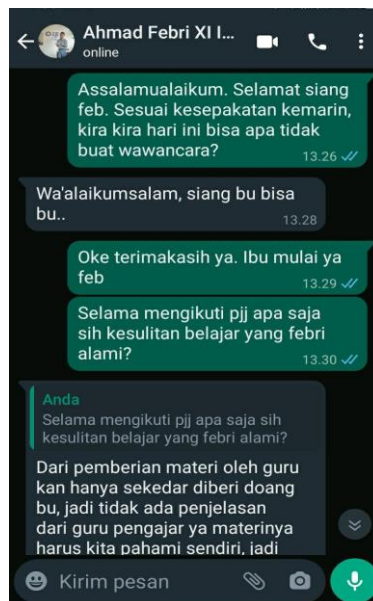 Ahmad Febri XI I...
online
Assalamualaikum. Selamat siang
feb. Sesuai kesepakatan kemarin,
kira kira hari ini bisa apa tidak
buat wawancara?
13.26
Wa'alaikumsalam, siang bu bisa
bu..
13.28
Oke terimakasih ya. Ibu mulai ya
feb
13.29
Selama mengikuti pjj apa saja
sih kesulitan belajar yang febri
alami?
13.30
Anda
Selama mengikuti pjj apa saja sih
kesulitan belajar yang febri alami?
Dari pemberian materi oleh guru
kan hanya sekedar diberi doang
bu, jadi tidak ada penjelasan
dari guru pengajar ya materinya
harus kita pahami sendiri, jadi
Kirim pesan